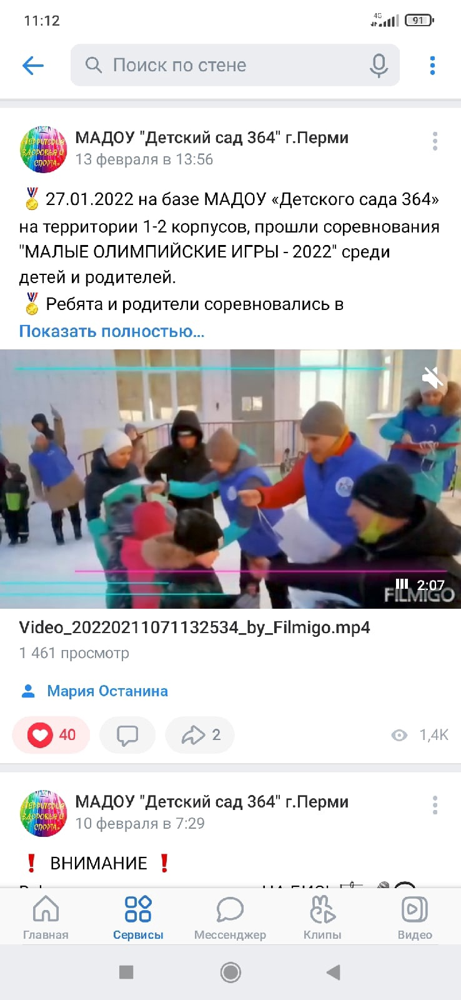 11:12
4G
91
Поиск по стене
ТЕРРИТОРИЯ
ЗДОРОВЬЯ И
СПОРТА
МАДОУ "Детский сад 364" г.Перми
13 февраля в 13:56
27.01.2022 на базе МАДОУ «Детского сада 364»
на территории 1-2 корпусов, прошли соревнования
"МАЛЫЕ ОЛИМПИЙСКИЕ ИГРЫ - 2022" среди
детей и родителей.
Ребята и родители соревновались в
Показать полностью...
2:07
FILMIGO
Video_20220211071132534_by_Filmigo.mp4
1 461 просмотр
Мария Останина
40
2
1,4K
ТЕРРИТОРИЯ
ЗДОРОВЬЯ И
СПОРТА
МАДОУ "Детский сад 364" г.Перми
10 февраля в 7:29
❗ ВНИМАНИЕ ❗
Главная
Сервисы
Мессенджер
Клипы
Видео